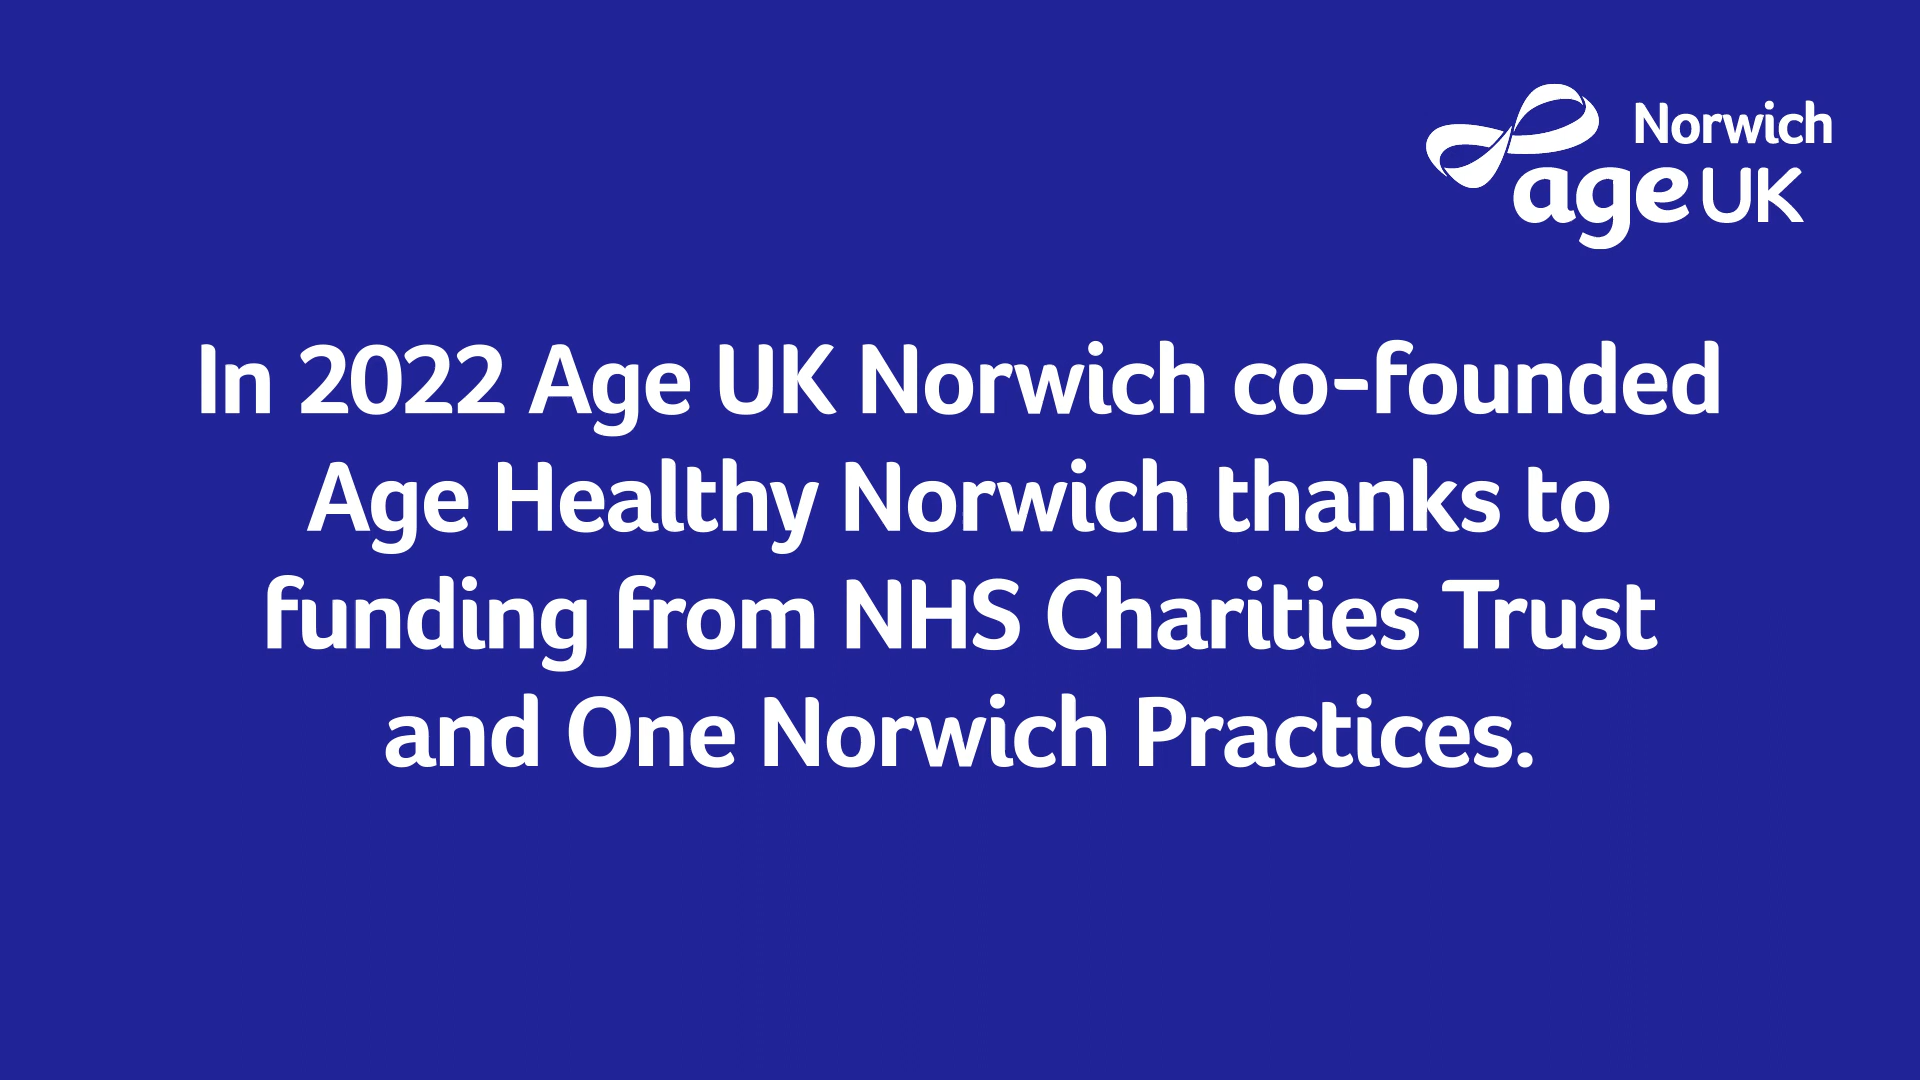 Norwich
age UK
In 2022 Age UK Norwich co-founded
Age Healthy Norwich thanks to
funding from NHS Charities Trust
and One Norwich Practices.